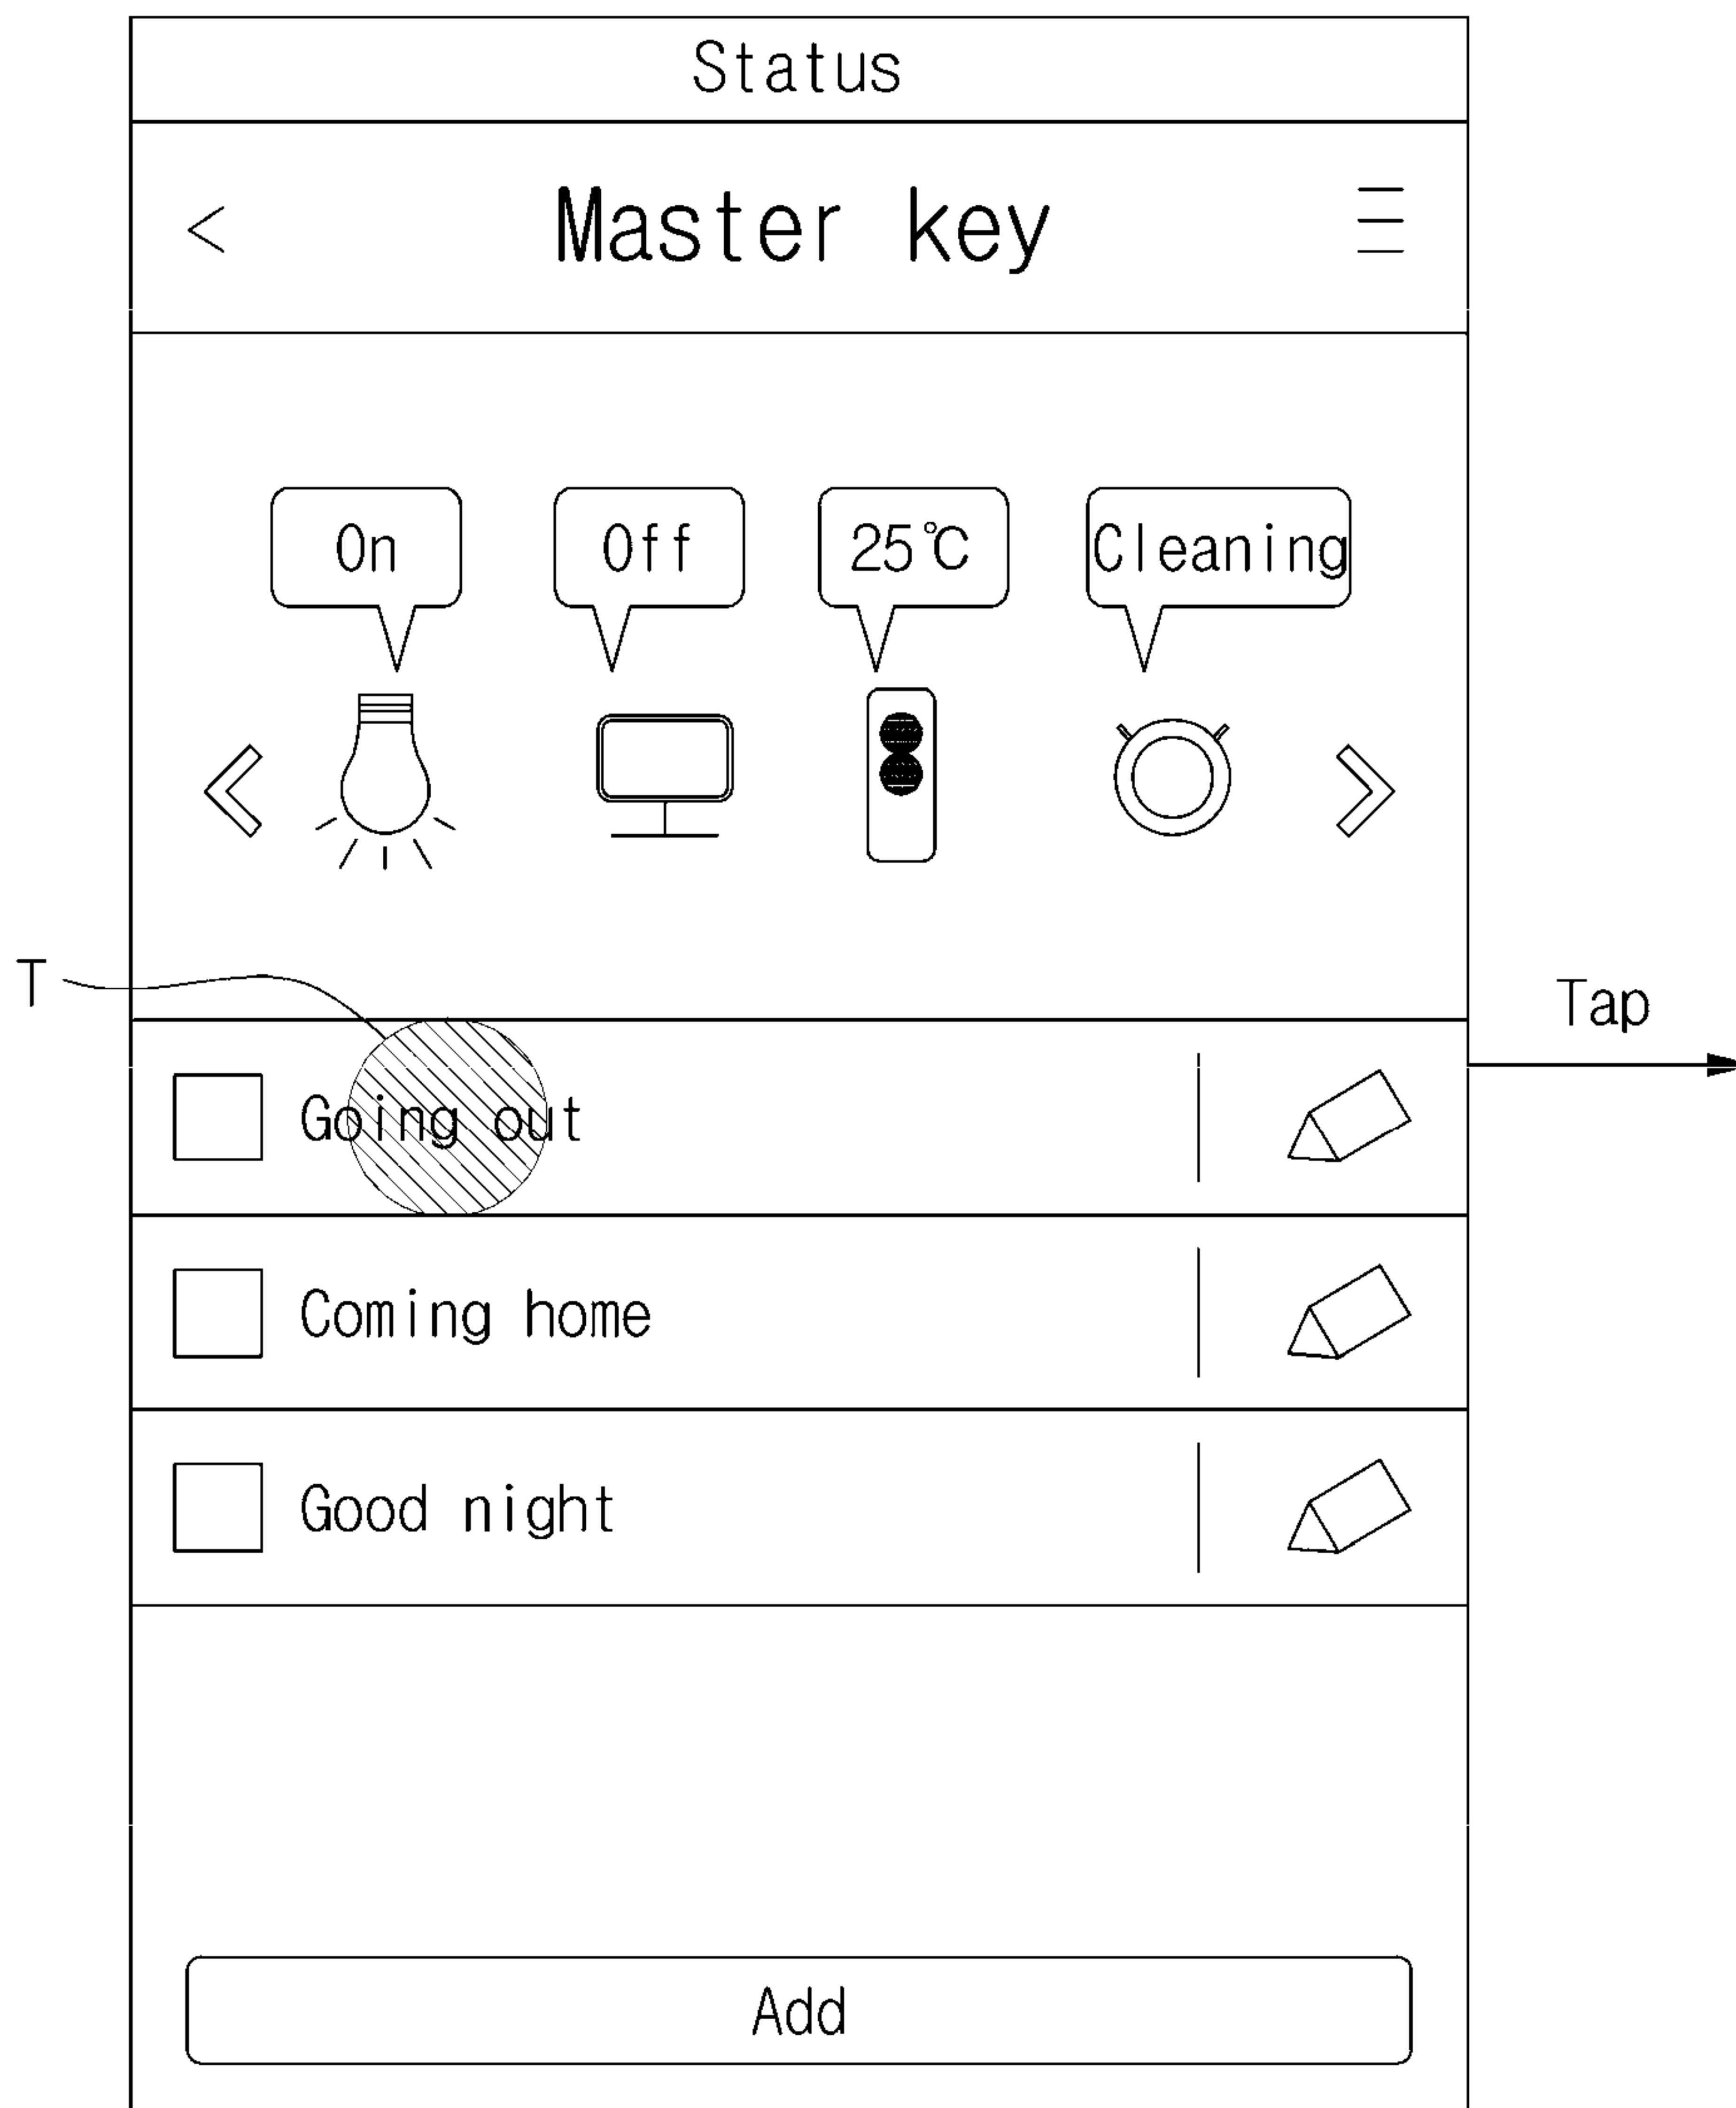 Status
Master key
On
Off
25℃
Cleaning
T
Tap
Going out
Coming home
Good night
Add